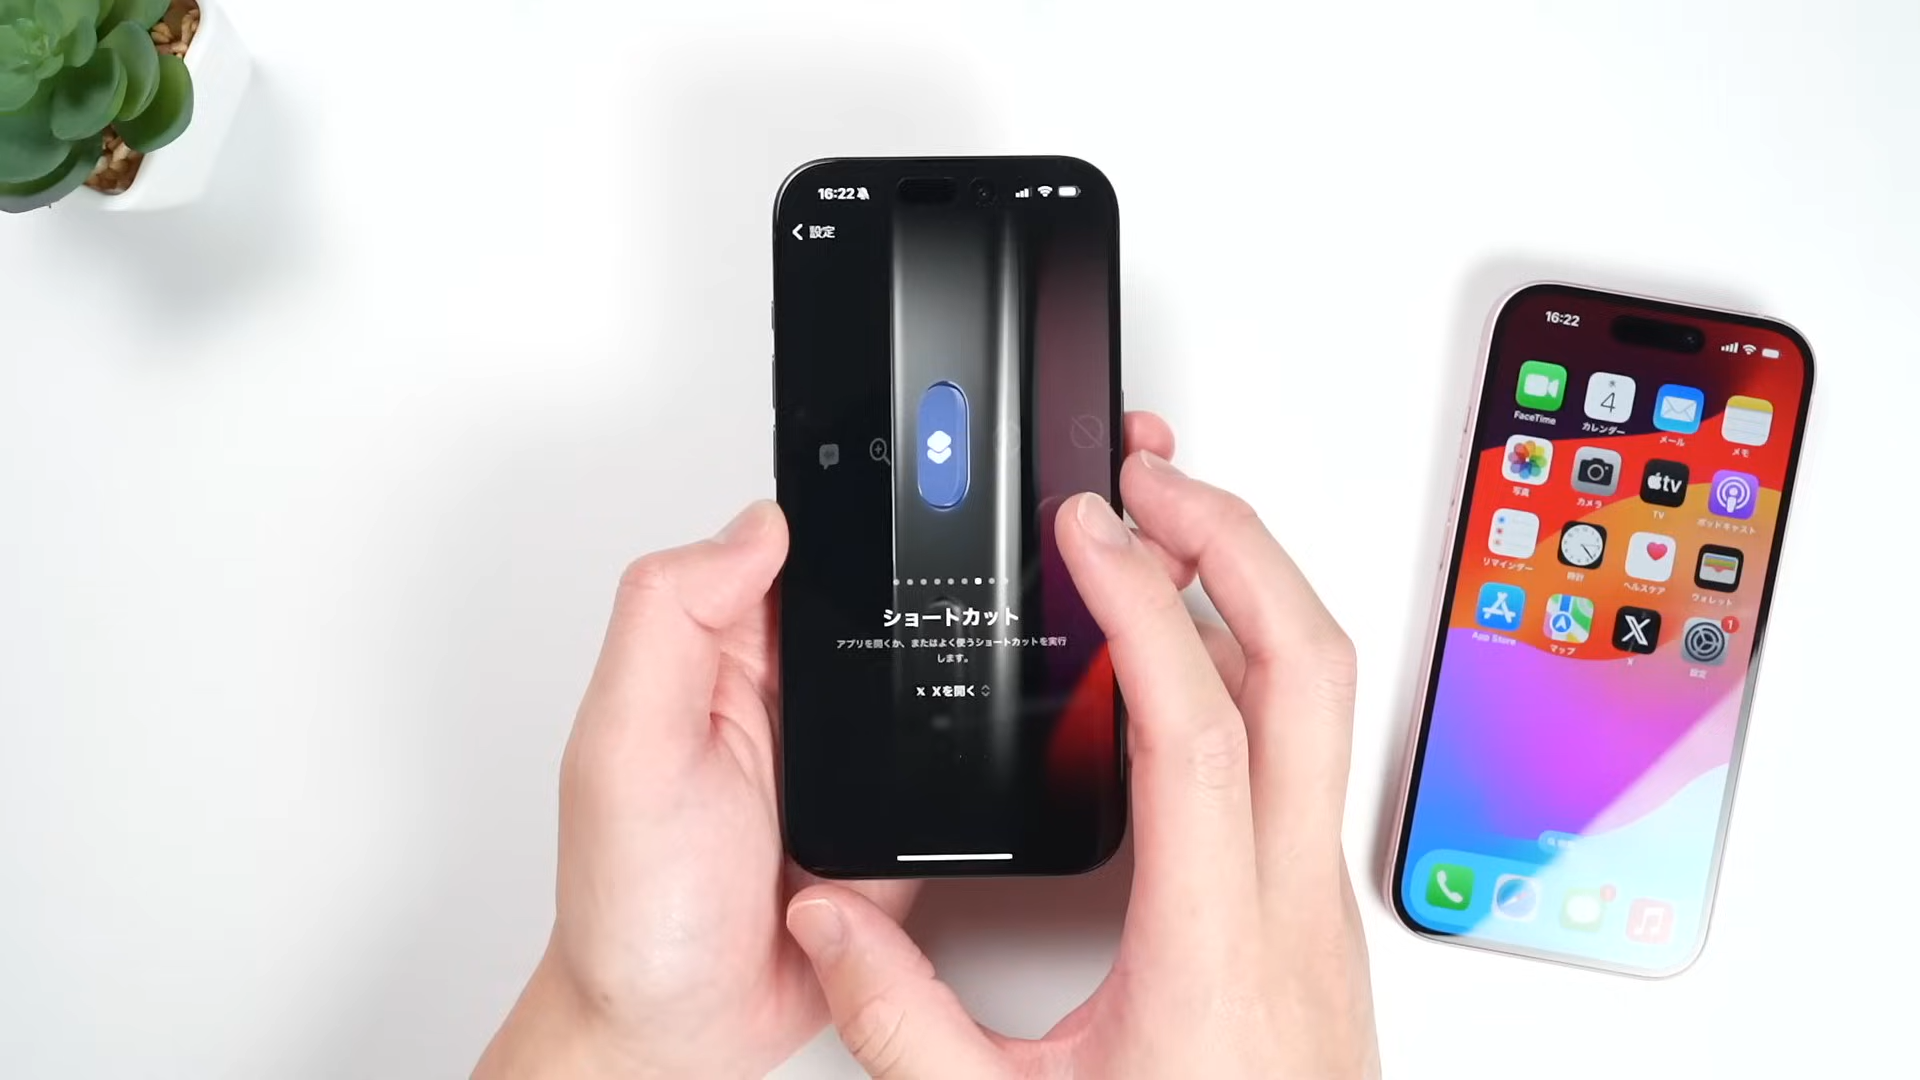 16:22
設定
ショートカット
アプリを開くか、またはよく使うショートカットを実行
します。
Xを開く
16:22
FaceTime
水
4
カレンダー
メール
メモ
写真
カメラ
tv
TV
ポッドキャスト
リマインダー
時計
ヘルスケア
ウォレット
App Store
マップ
X
1
設定